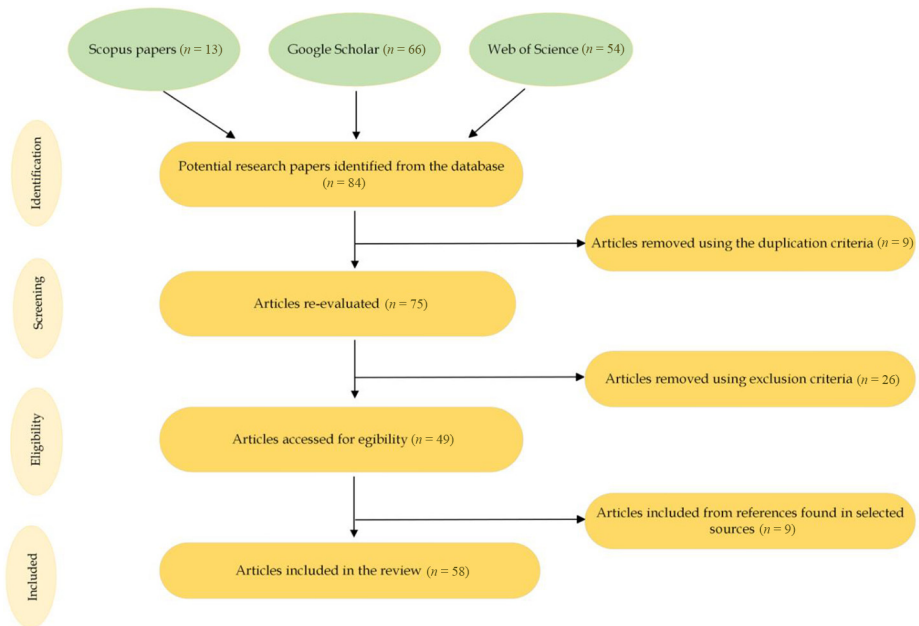 Scopus papers (n = 13)
Google Scholar (n = 66)
Web of Science (n = 54)
Identification
Potential research papers identified from the database
(n = 84)
Articles removed using the duplication criteria (n = 9)
Screening
Articles re-evaluated (n = 75)
Articles removed using exclusion criteria (n = 26)
Eligibility
Articles accessed for egibility (n = 49)
Articles included from references found in selected
sources (n = 9)
Included
Articles included in the review (n = 58)